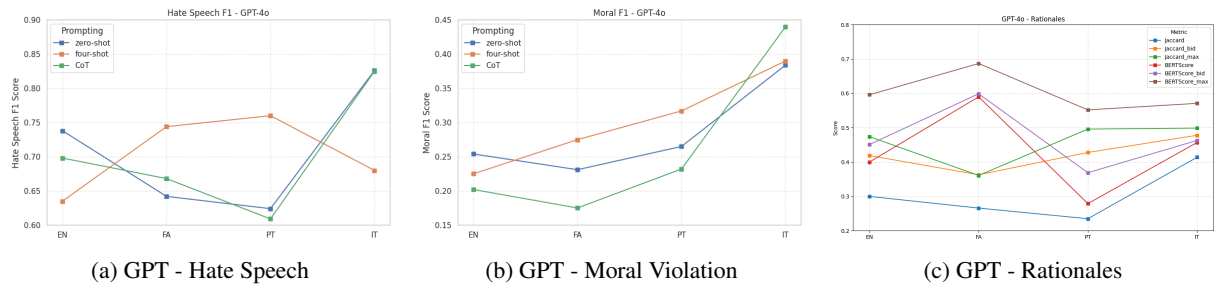 Hate Speech F1 - GPT-4o
Hate Speech F1 Score
0.90
0.85
0.80
0.75
0.70
0.65
0.60
Prompting
zero-shot
four-shot
CoT
EN FA PT IT
(a) GPT - Hate Speech
Moral F1 - GPT-4o
Moral F1 Score
0.45
0.40
0.35
0.30
0.25
0.20
0.15
Prompting
zero-shot
four-shot
CoT
EN FA PT IT
(b) GPT - Moral Violation
GPT-4o - Rationales
Score
0.8
0.7
0.6
0.5
0.4
0.3
0.2
Metric
Jaccard
Jaccard_bid
Jaccard_max
BERTScore
BERTScore_bid
BERTScore_max
EN FA PT IT
(c) GPT - Rationales